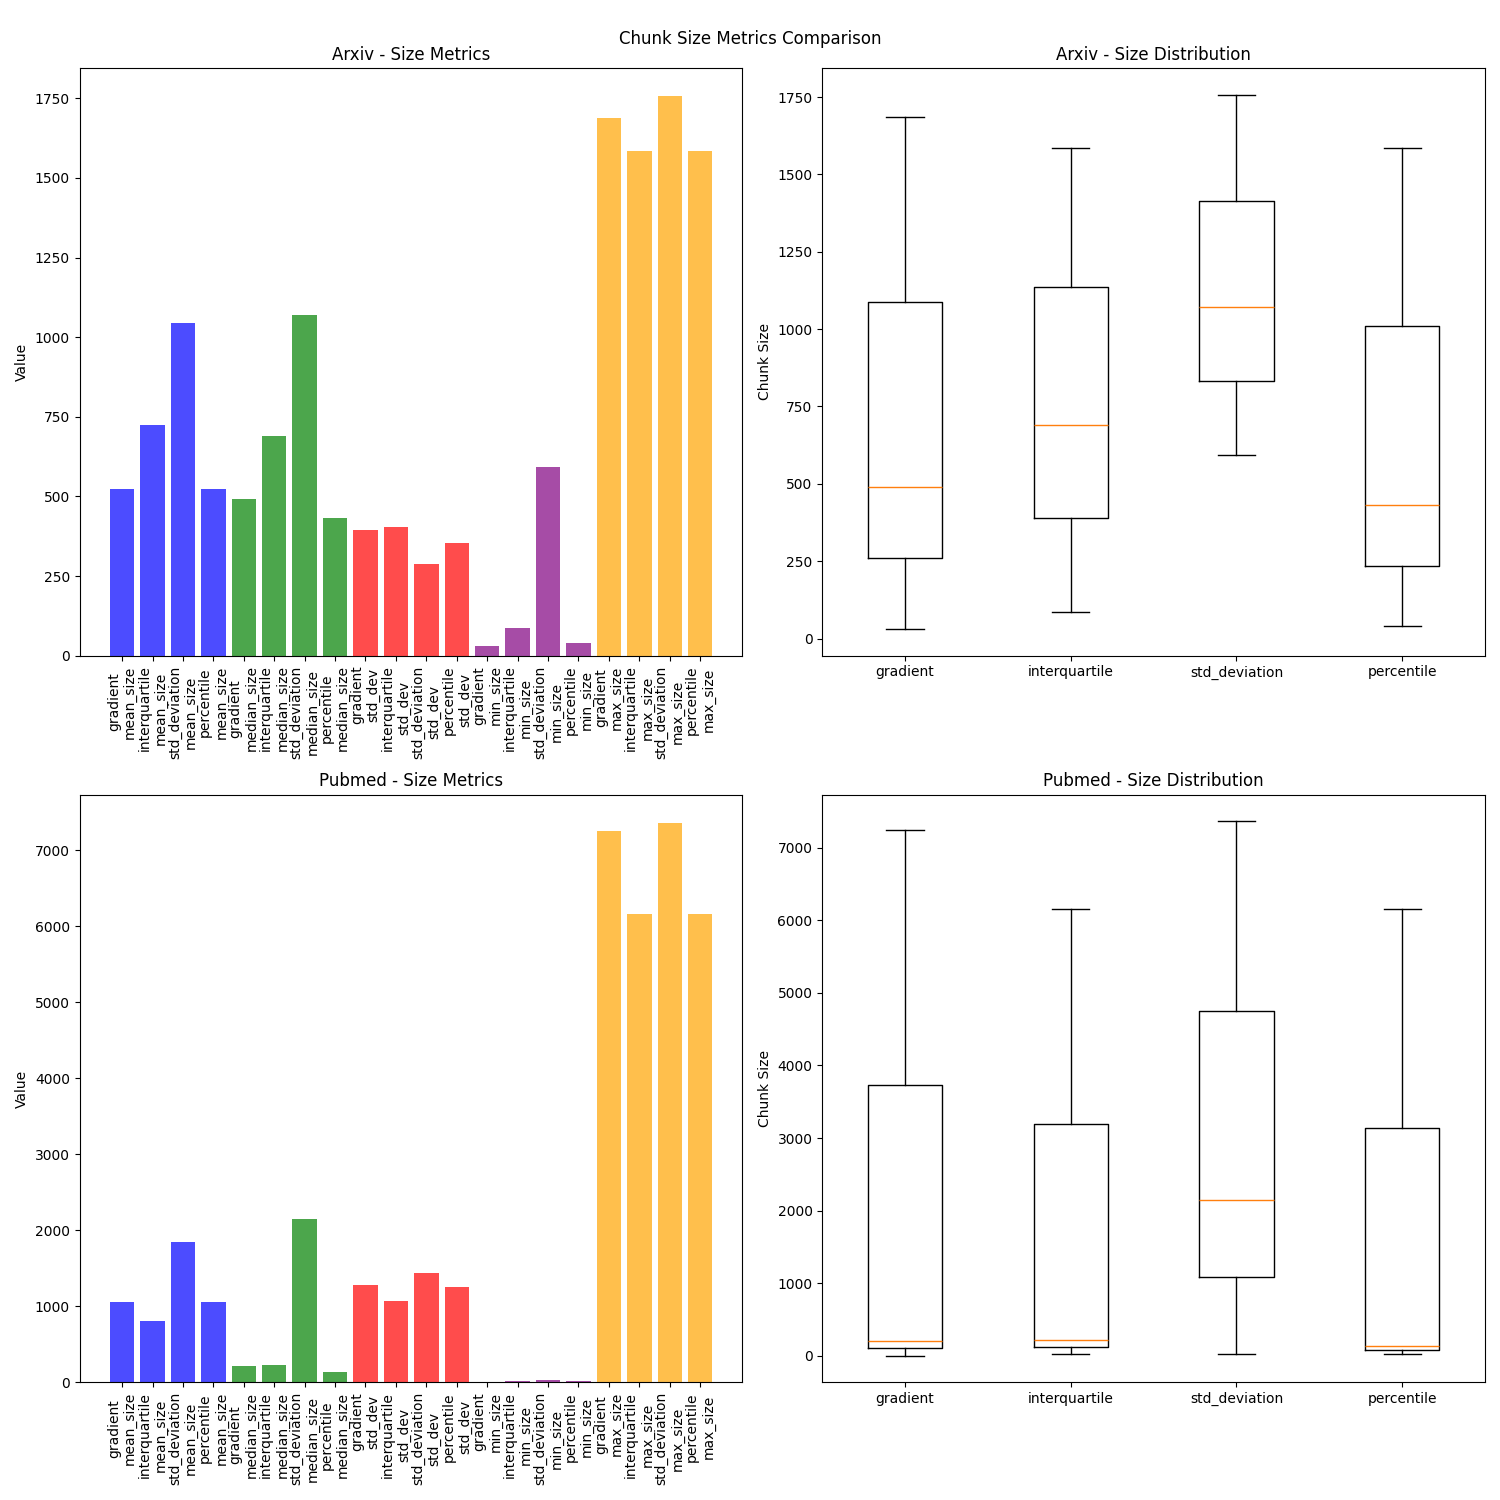 Chunk Size Metrics Comparison
Arxiv - Size Metrics
Value
1750
1500
1250
1000
750
500
250
0
gradient
mean_size
interquartile
mean_size
std_deviation
mean_size
percentile
mean_size
gradient
median_size
interquartile
median_size
std_deviation
median_size
percentile
median_size
gradient
std_dev
interquartile
std_dev
std_deviation
std_dev
percentile
std_dev
gradient
min_size
interquartile
min_size
std_deviation
min_size
percentile
min_size
gradient
max_size
interquartile
max_size
std_deviation
max_size
percentile
max_size
Arxiv - Size Distribution
Chunk Size
1750
1500
1250
1000
750
500
250
0
gradient
interquartile
std_deviation
percentile
Pubmed - Size Metrics
Value
7000
6000
5000
4000
3000
2000
1000
0
gradient
mean_size
interquartile
mean_size
std_deviation
mean_size
percentile
mean_size
gradient
median_size
interquartile
median_size
std_deviation
median_size
percentile
median_size
gradient
std_dev
interquartile
std_dev
std_deviation
std_dev
percentile
std_dev
gradient
min_size
interquartile
min_size
std_deviation
min_size
percentile
min_size
gradient
max_size
interquartile
max_size
std_deviation
max_size
percentile
max_size
Pubmed - Size Distribution
Chunk Size
7000
6000
5000
4000
3000
2000
1000
0
gradient
interquartile
std_deviation
percentile